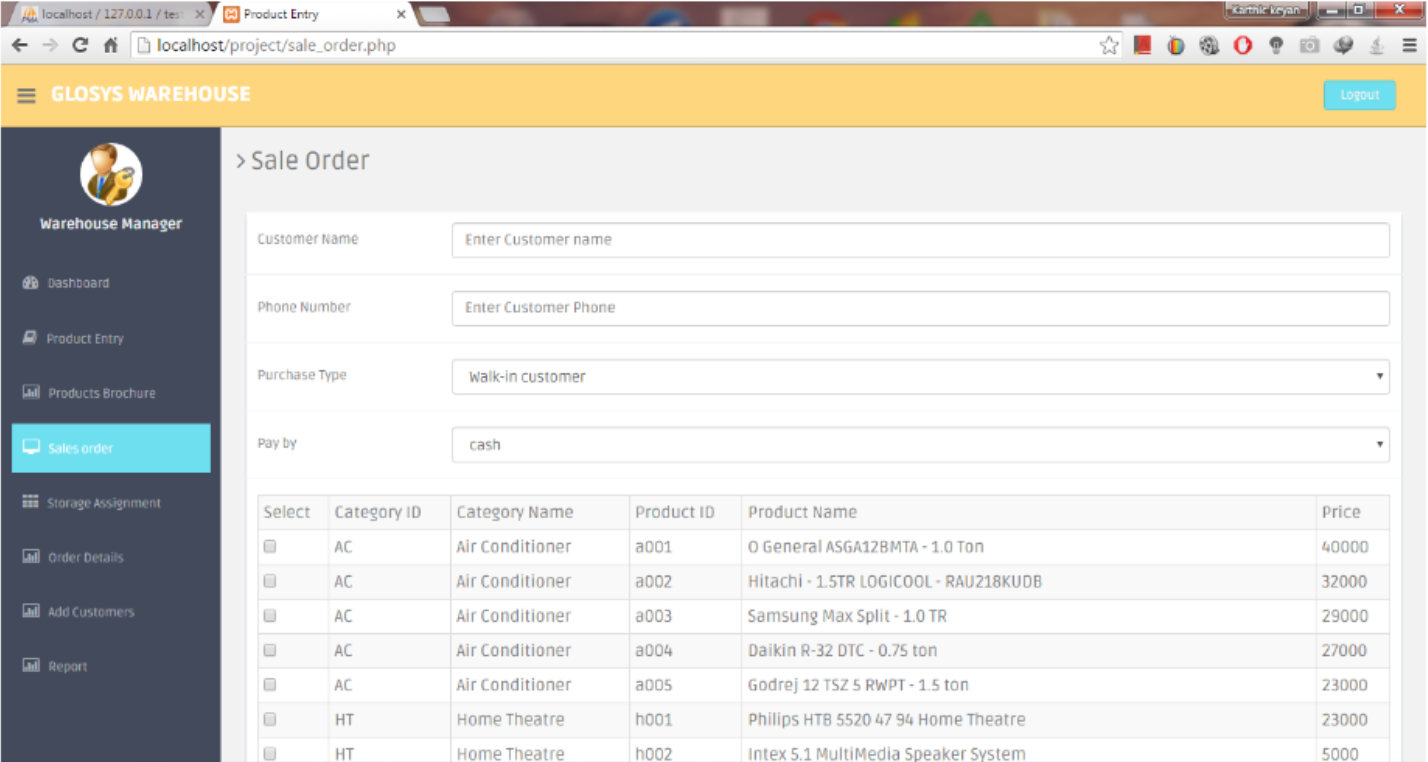 localhost / 127.0.0.1 / test
Product Entry
Karthic keyan
localhost/project/sale_order.php
GLOSYS WAREHOUSE
Logout
Warehouse Manager
Dashboard
Product Entry
Products Brochure
Sales order
Storage Assignment
Order Details
Add Customers
Report
> Sale Order
Customer Name Enter Customer name
Phone Number Enter Customer Phone
Purchase Type Walk-in customer
Pay by cash
Select Category ID Category Name Product ID Product Name Price
AC Air Conditioner a001 O General ASGA12BMTA - 1.0 Ton 40000
AC Air Conditioner a002 Hitachi - 1.5TR LOGICOOL - RAU218KUDB 32000
AC Air Conditioner a003 Samsung Max Split - 1.0 TR 29000
AC Air Conditioner a004 Daikin R-32 DTC - 0.75 ton 27000
AC Air Conditioner a005 Godrej 12 TSZ 5 RWPT - 1.5 ton 23000
HT Home Theatre h001 Philips HTB 5520 47 94 Home Theatre 23000
HT Home Theatre h002 Intex 5.1 MultiMedia Speaker System 5000